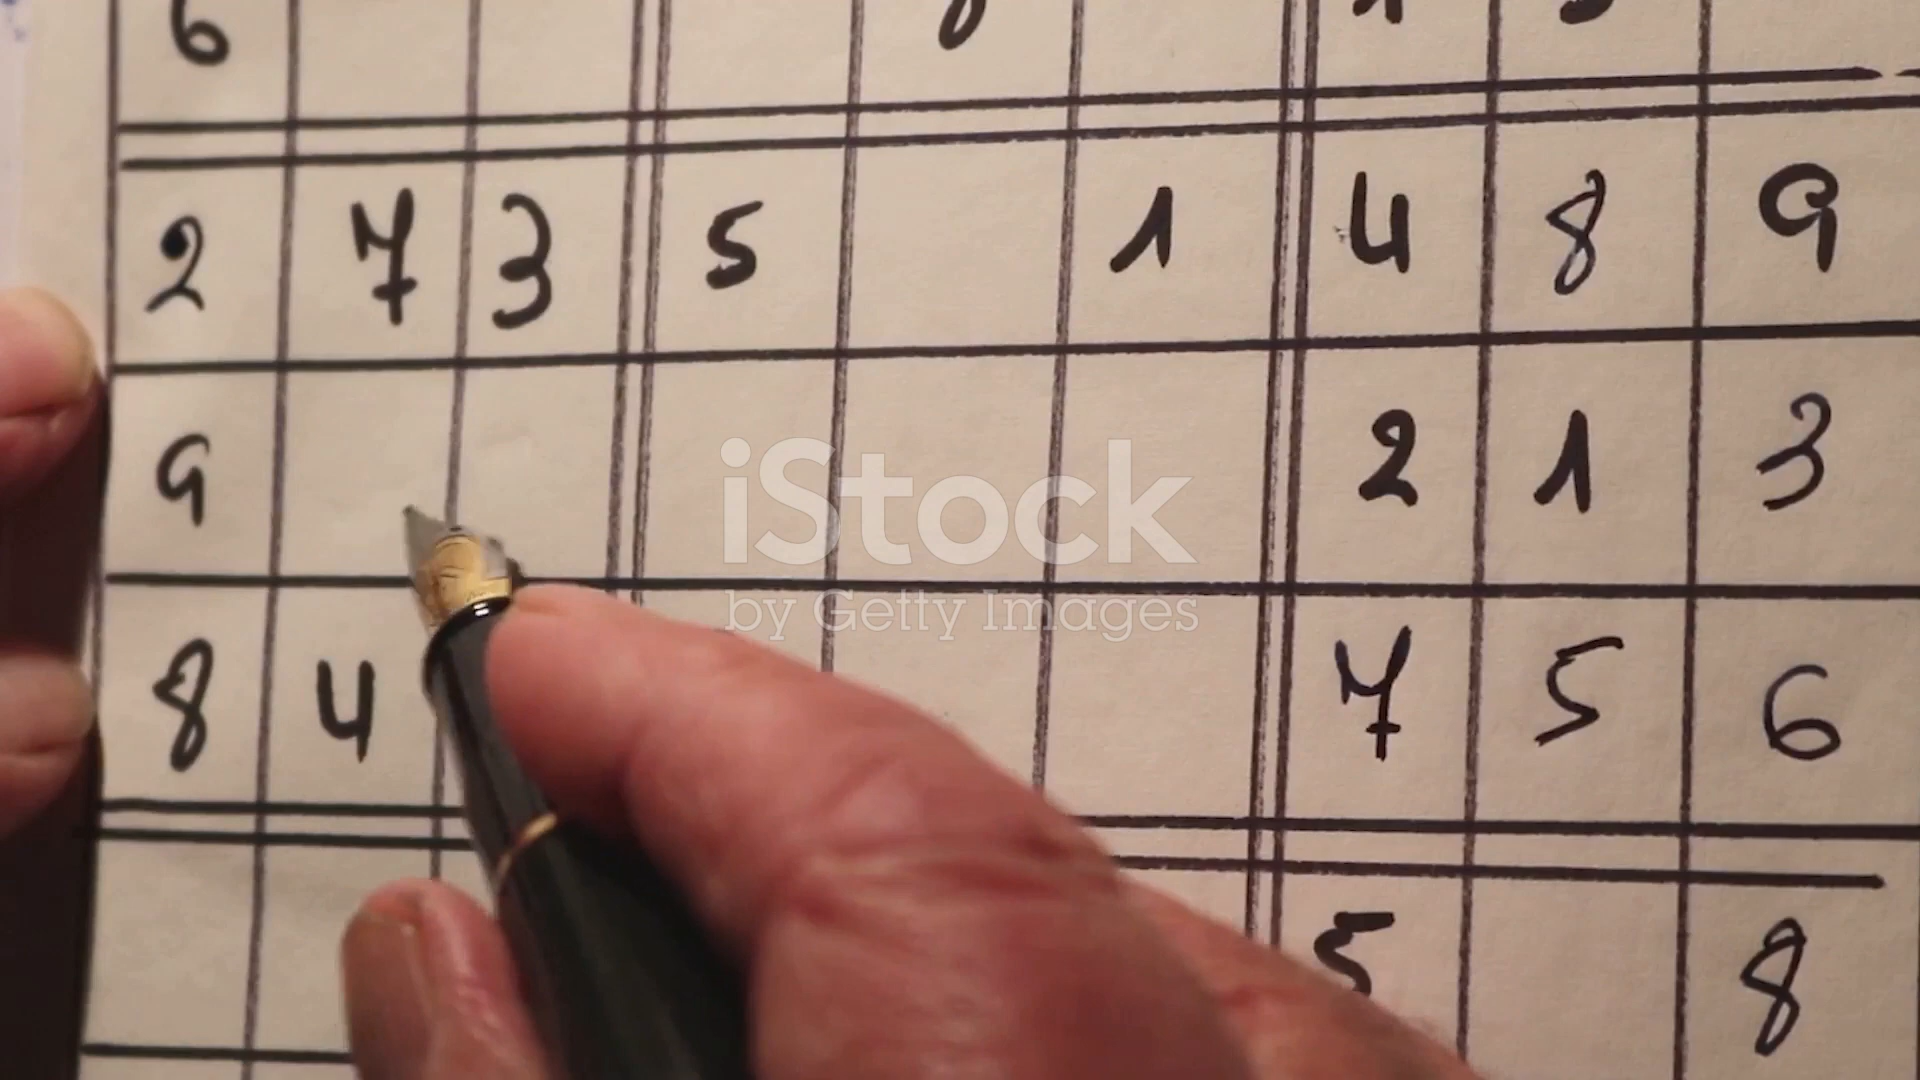 6
2 7 3 5 1 4 8 9
9 2 1 3
iStock
by Getty Images
8 4 7 5 6
5 8